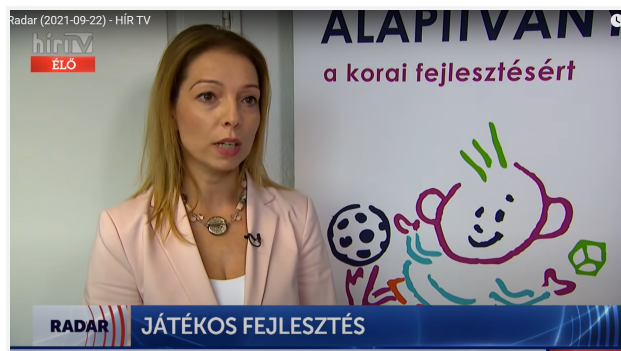 Radar (2021-09-22) - HÍR TV
hírtv
ÉLŐ
ALAPÍTVÁNY
a korai fejlesztésért
RADAR
JÁTÉKOS FEJLESZTÉS